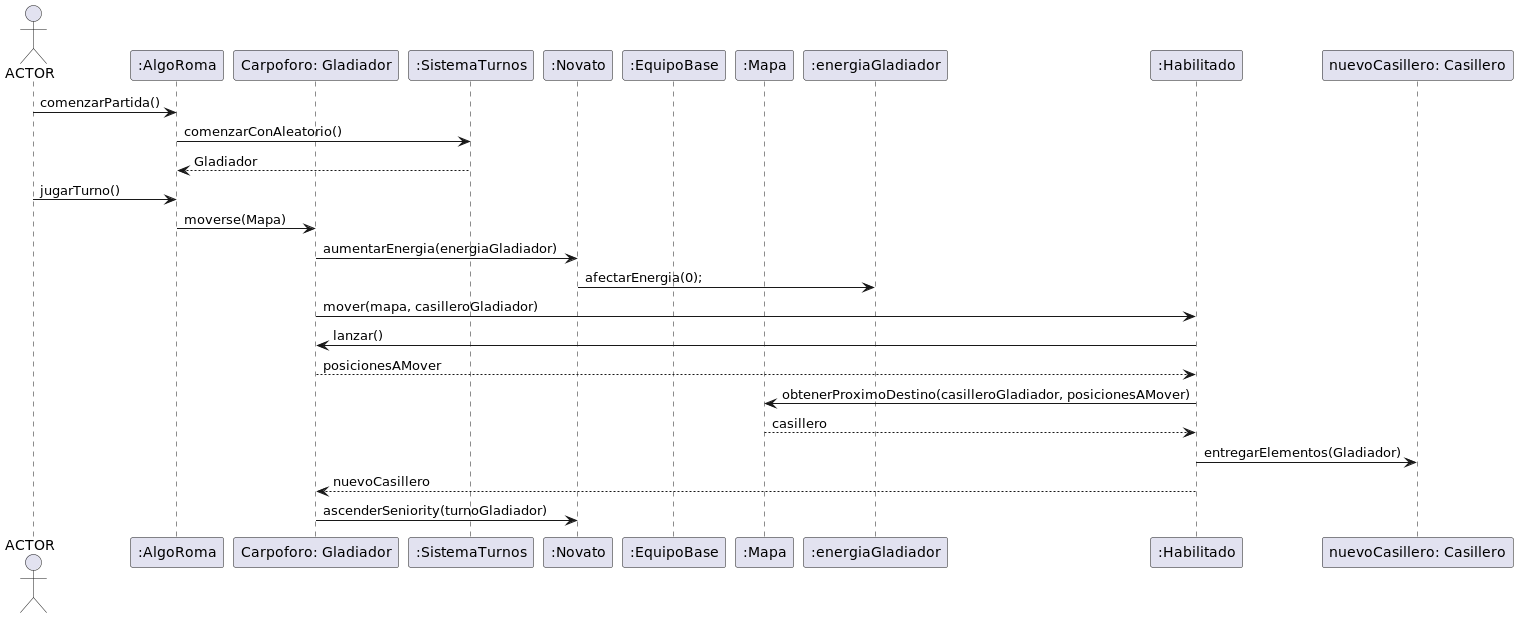 ACTOR
:AlgoRoma
Carpoforo: Gladiador
:SistemaTurnos
:Novato
:EquipoBase
:Mapa
:energiaGladiador
:Habilitado
nuevoCasillero: Casillero
comenzarPartida()
comenzarConAleatorio()
Gladiador
jugarTurno()
moverse(Mapa)
aumentarEnergia(energiaGladiador)
afectarEnergia(0);
mover(mapa, casilleroGladiador)
lanzar()
posicionesAMover
obtenerProximoDestino(casilleroGladiador, posicionesAMover)
casillero
entregarElementos(Gladiador)
nuevoCasillero
ascenderSeniority(turnoGladiador)
ACTOR
:AlgoRoma
Carpoforo: Gladiador
:SistemaTurnos
:Novato
:EquipoBase
:Mapa
:energiaGladiador
:Habilitado
nuevoCasillero: Casillero